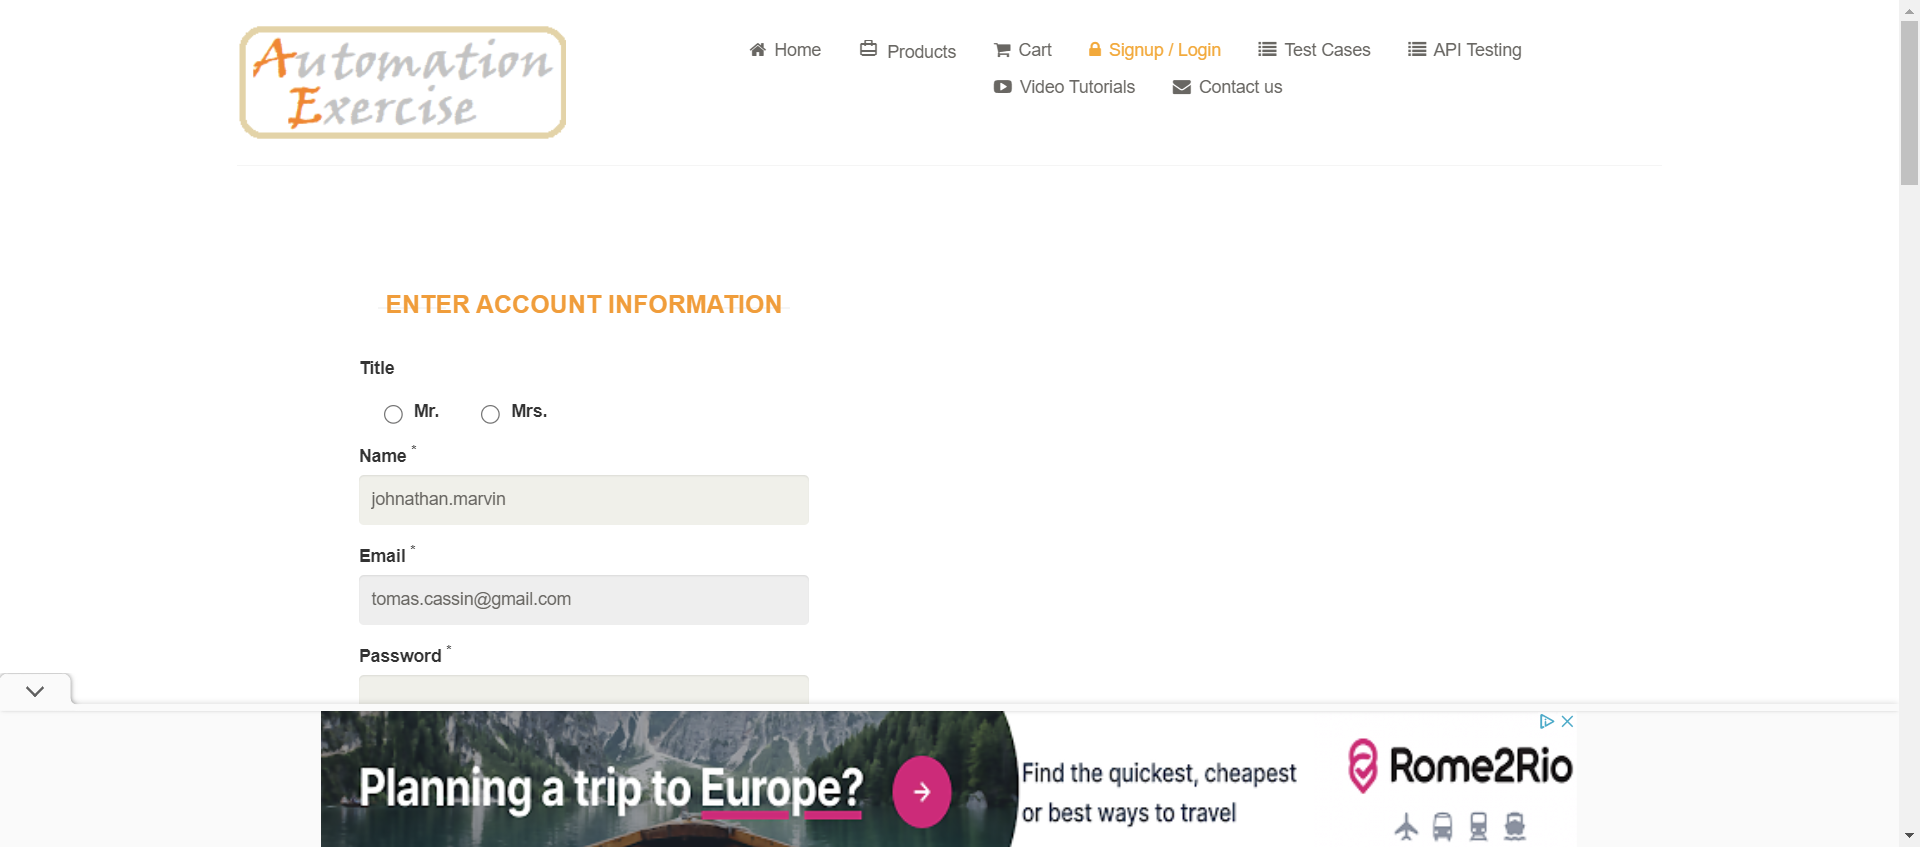 Automation
Exercise
Home
Products
Cart
Signup / Login
Test Cases
API Testing
Video Tutorials
Contact us
ENTER ACCOUNT INFORMATION
Title
Mr.
Mrs.
Name *
johnathan.marvin
Email *
tomas.cassin@gmail.com
Password *
Planning a trip to Europe?
Find the quickest, cheapest
or best ways to travel
Rome2Rio